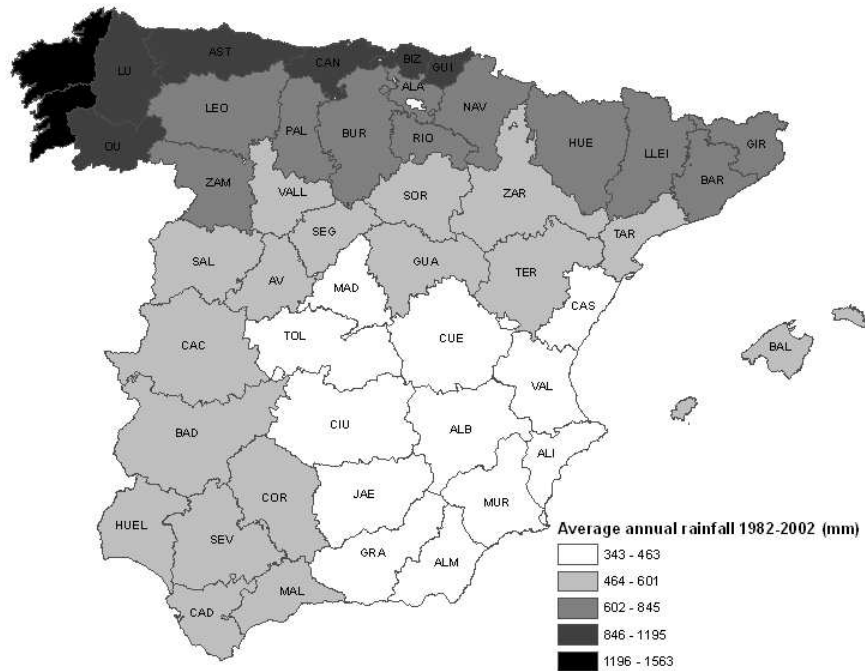 AST
CAN
BIZ
GUI
LU
ALA
LEO
NAV
PAL
BUR
RIO
HUE
LLEI
GIR
OU
BAR
ZAM
VALL
SOR
ZAR
SEG
TAR
SAL
GUA
TER
AV
MAD
CAS
TOL
CUE
BAL
CAC
VAL
CIU
ALB
BAD
ALI
COR
JAE
MUR
HUEL
SEV
GRA
ALM
MAL
CAD
Average annual rainfall 1982-2002 (mm)
343 - 463
464 - 601
602 - 845
846 - 1195
1196 - 1563